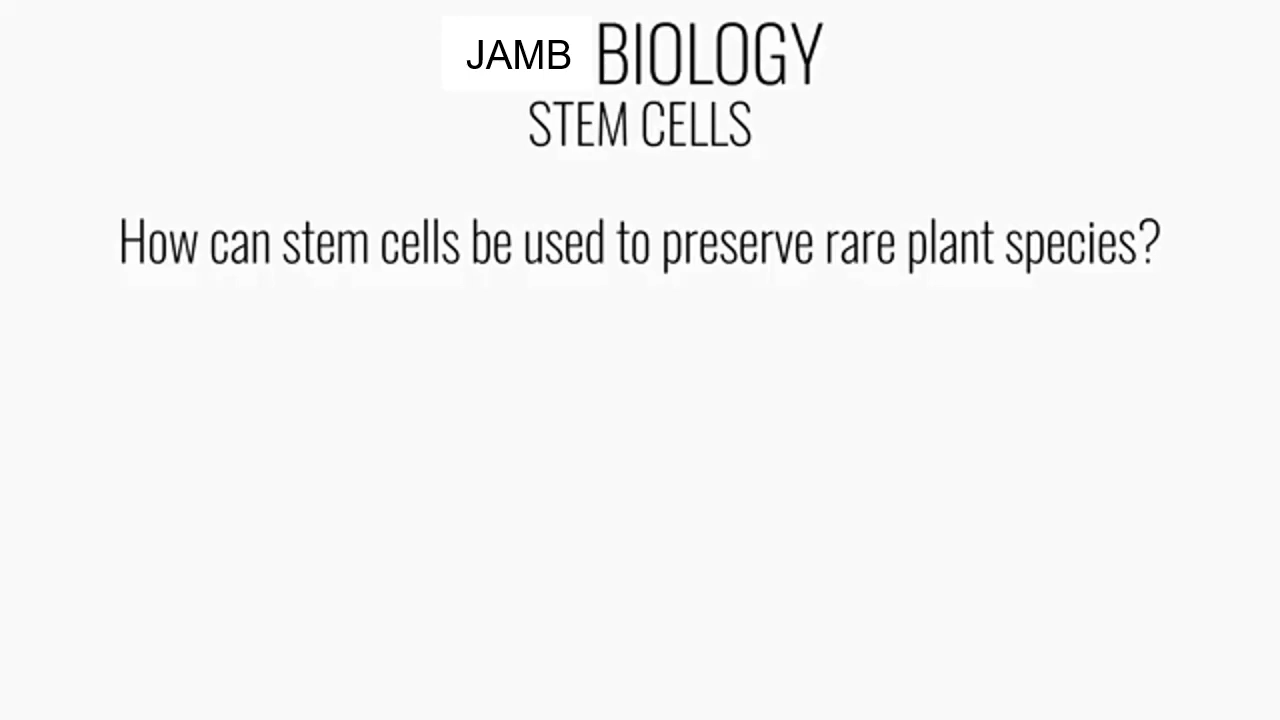 JAMB BIOLOGY
STEM CELLS
How can stem cells be used to preserve rare plant species?